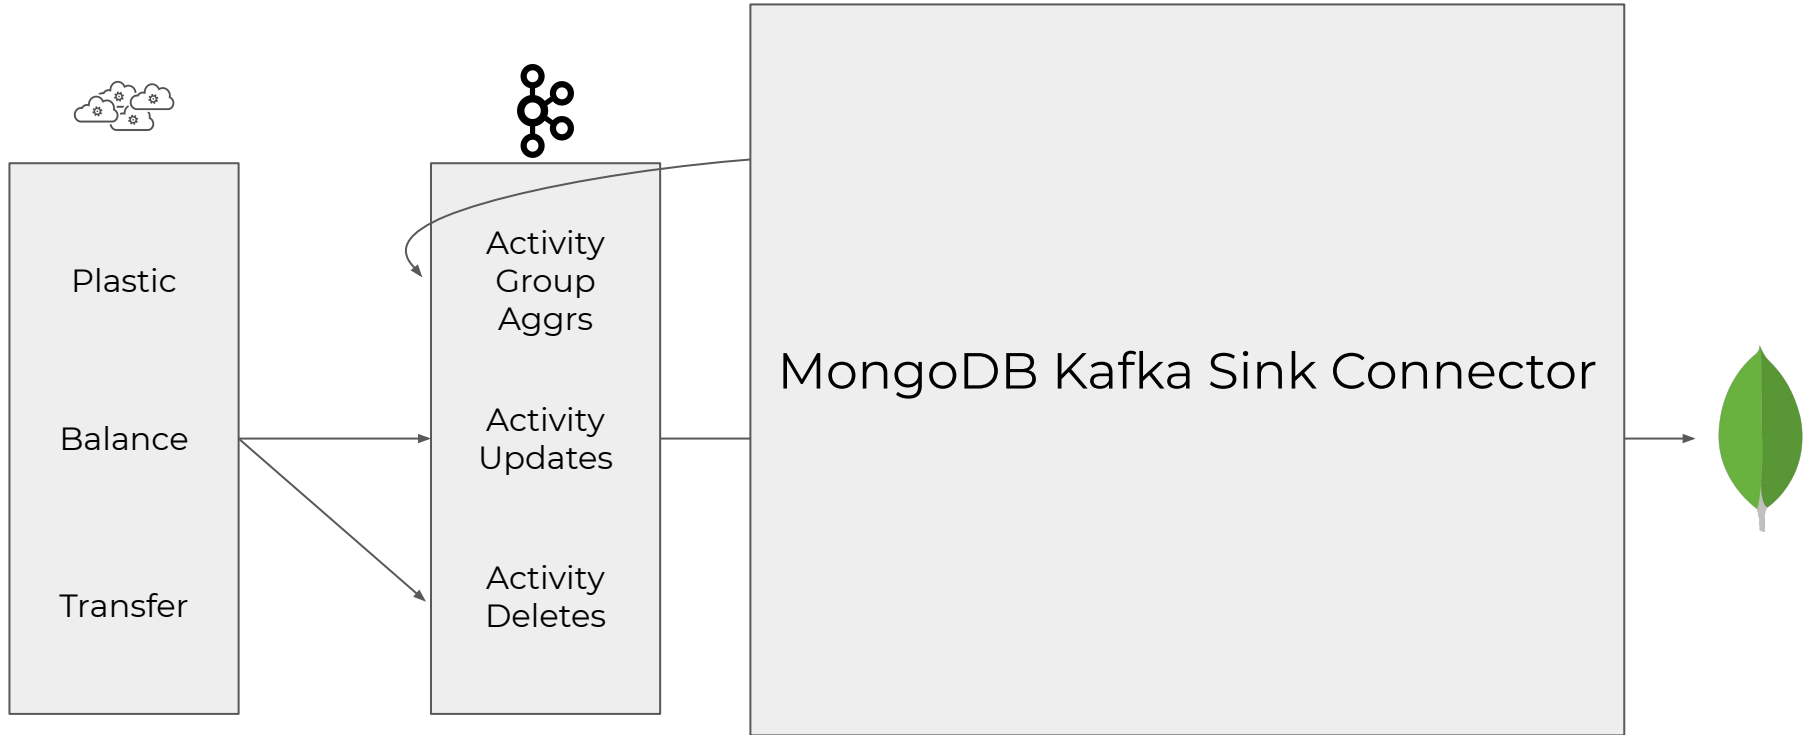 Plastic
Balance
Transfer
Activity
Group
Aggrs
Activity
Updates
Activity
Deletes
MongoDB Kafka Sink Connector